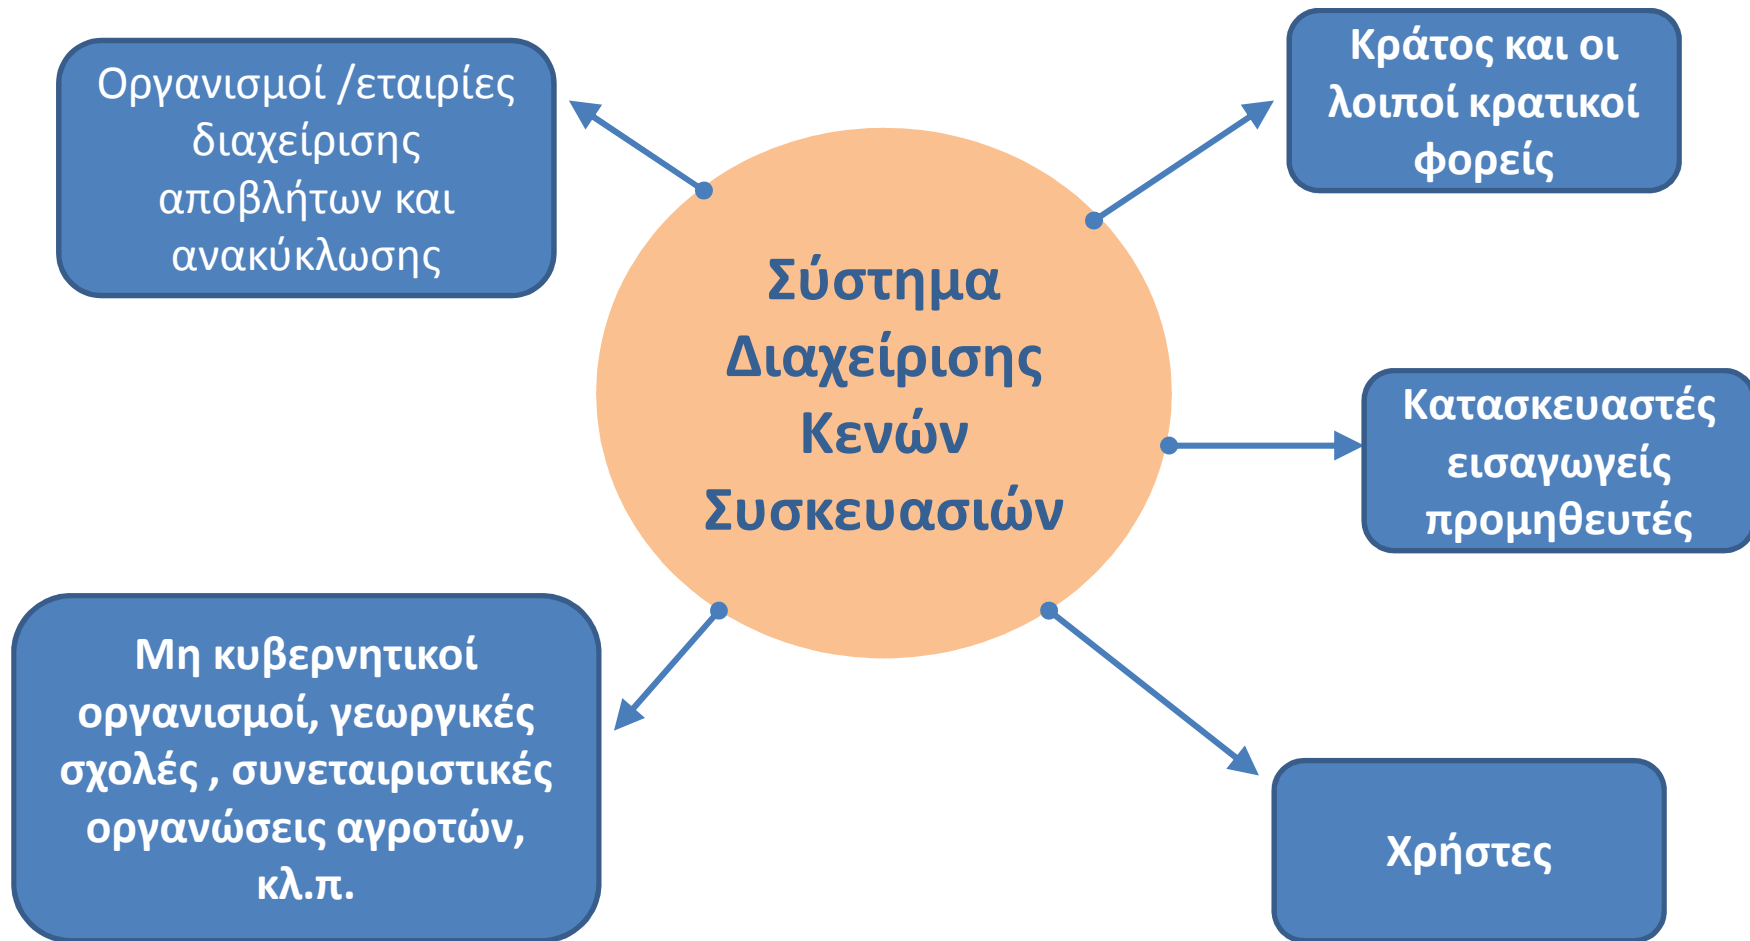 Οργανισμοί /εταιρίες
διαχείρισης
αποβλήτων και
ανακύκλωσης
Κράτος και οι
λοιποί κρατικοί
φορείς
Σύστημα
Διαχείρισης
Κενών
Συσκευασιών
Κατασκευαστές
εισαγωγείς
προμηθευτές
Μη κυβερνητικοί
οργανισμοί, γεωργικές
σχολές , συνεταιριστικές
οργανώσεις αγροτών,
κλ.π.
Χρήστες